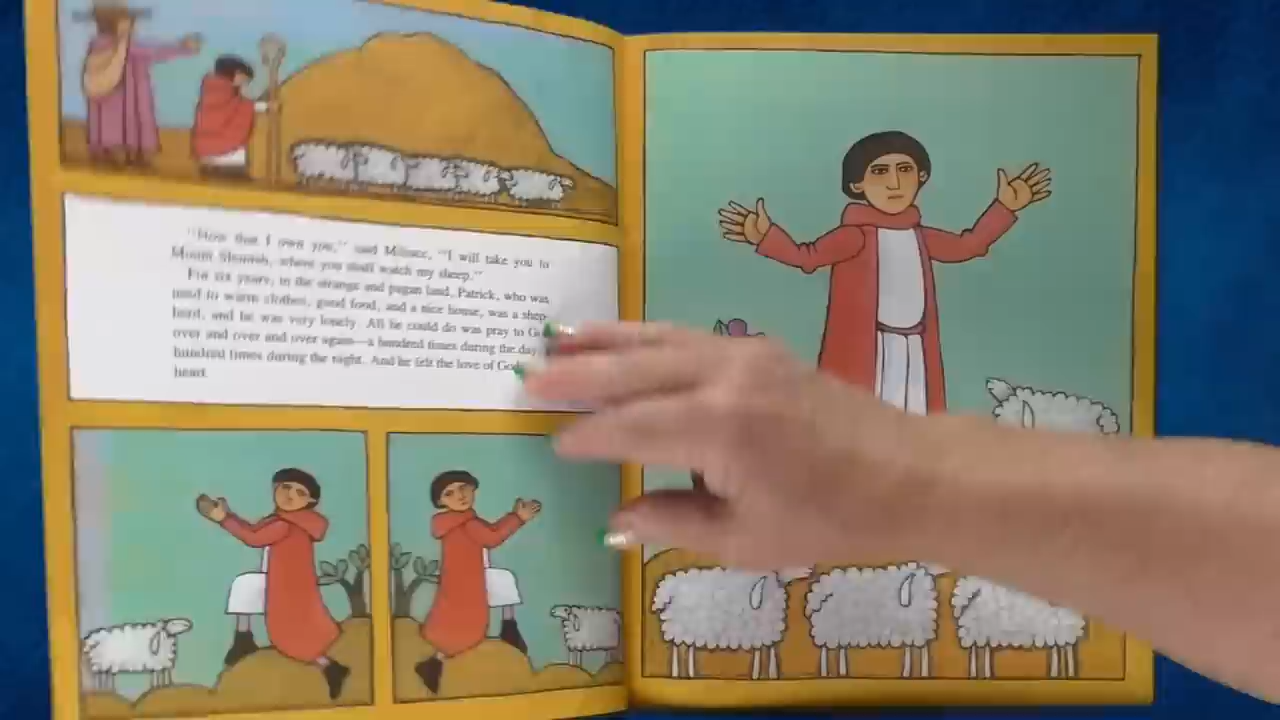 "Now that I own you," said Miliucc, "I will take you to
Mount Slemish, where you shall watch my sheep."
For six years, in the strange and pagan land, Patrick, who was
used to warm clothes, good food, and a nice house, was a shep-
herd, and he was very lonely. All he could do was pray to
over and over and over again—a hundred times during the day,
hundred times during the night. And he felt the love of God
heart.